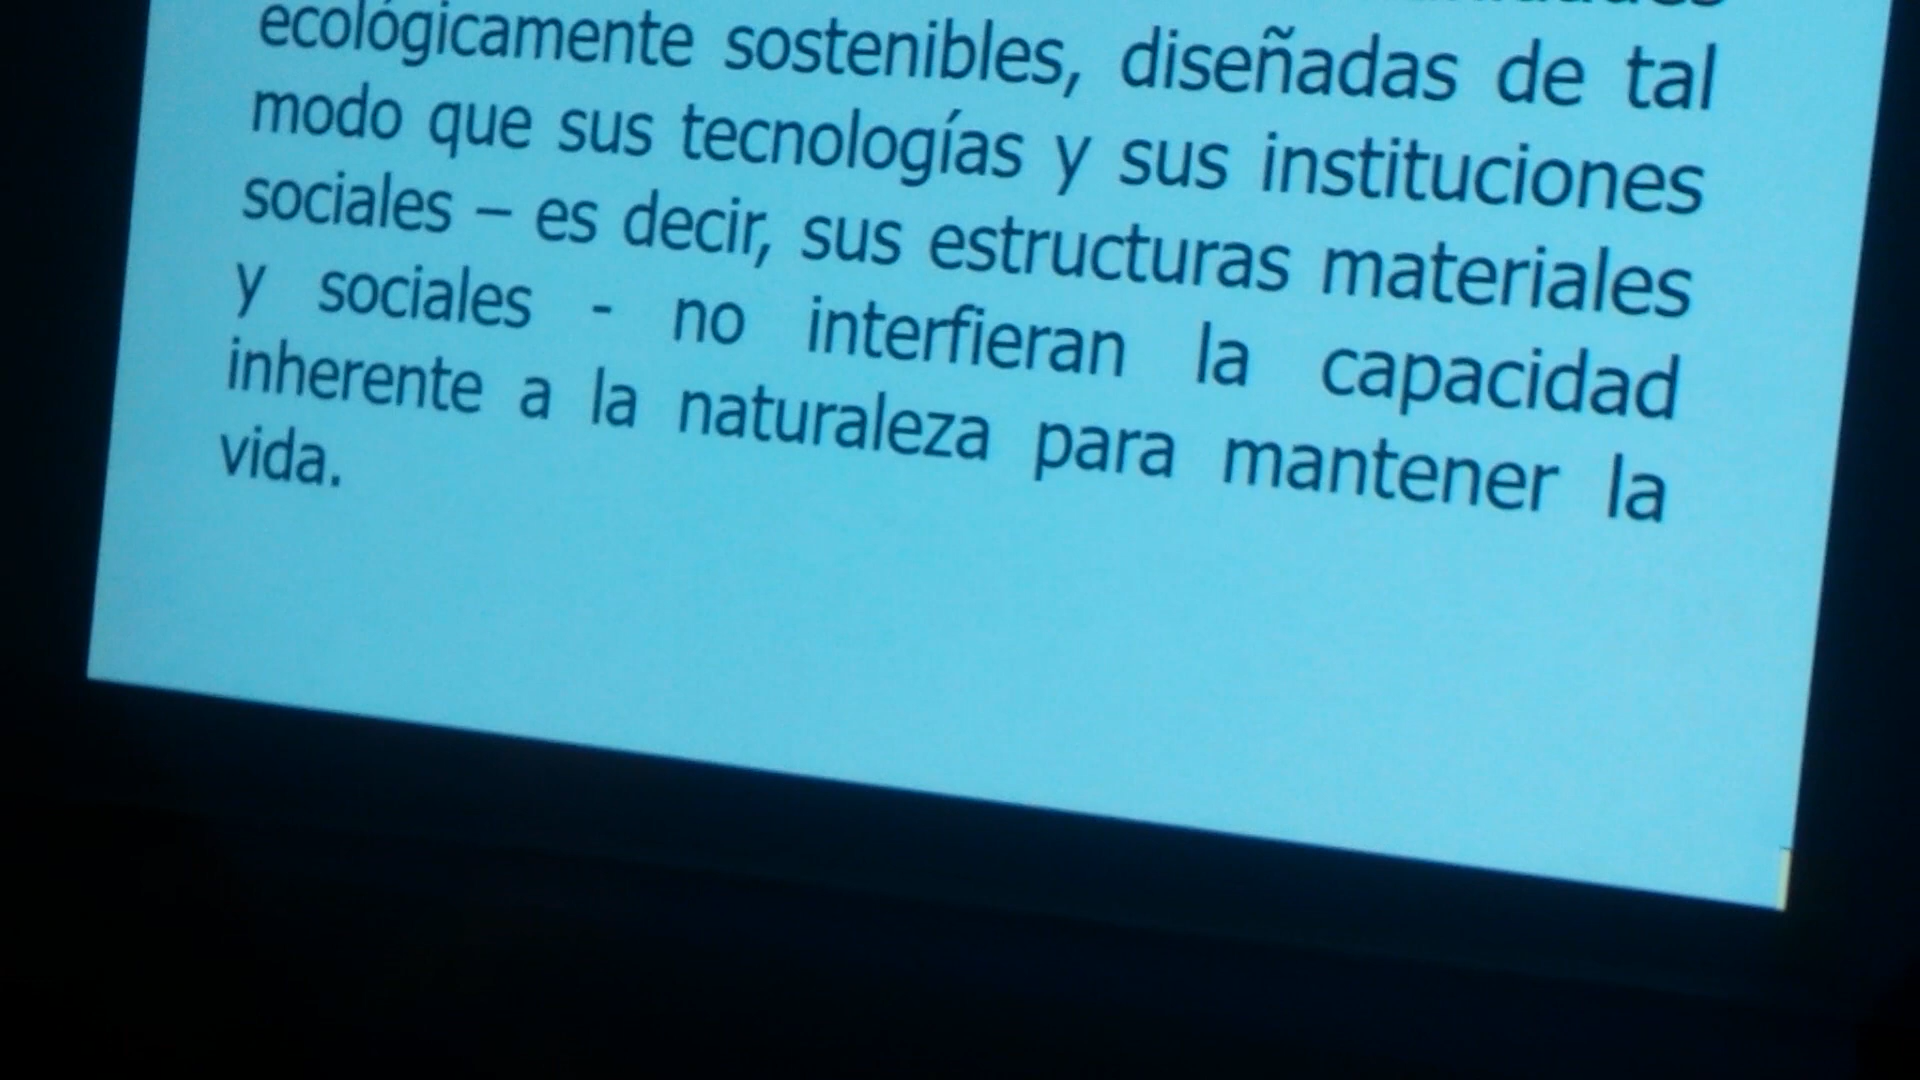 ecológicamente sostenibles, diseñadas de tal
modo que sus tecnologías y sus instituciones
sociales – es decir, sus estructuras materiales
y sociales - no interfieran la capacidad
inherente a la naturaleza para mantener la
vida.